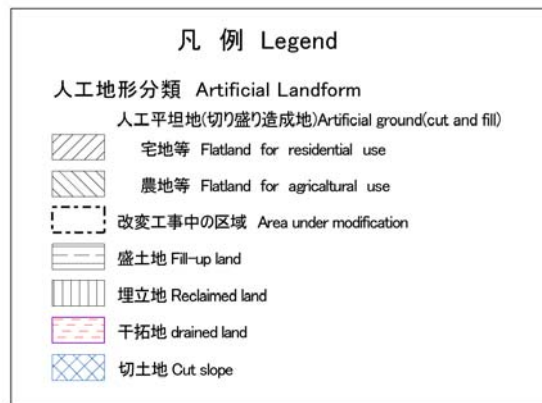 凡 例 Legend
人工地形分類 Artificial Landform
人工平坦地(切り盛り造成地)Artificial ground(cut and fill)
宅地等 Flatland for residential use
農地等 Flatland for agricaltural use
改変工事中の区域 Area under modification
盛土地 Fill-up land
埋立地 Reclaimed land
干拓地 drained land
切土地 Cut slope